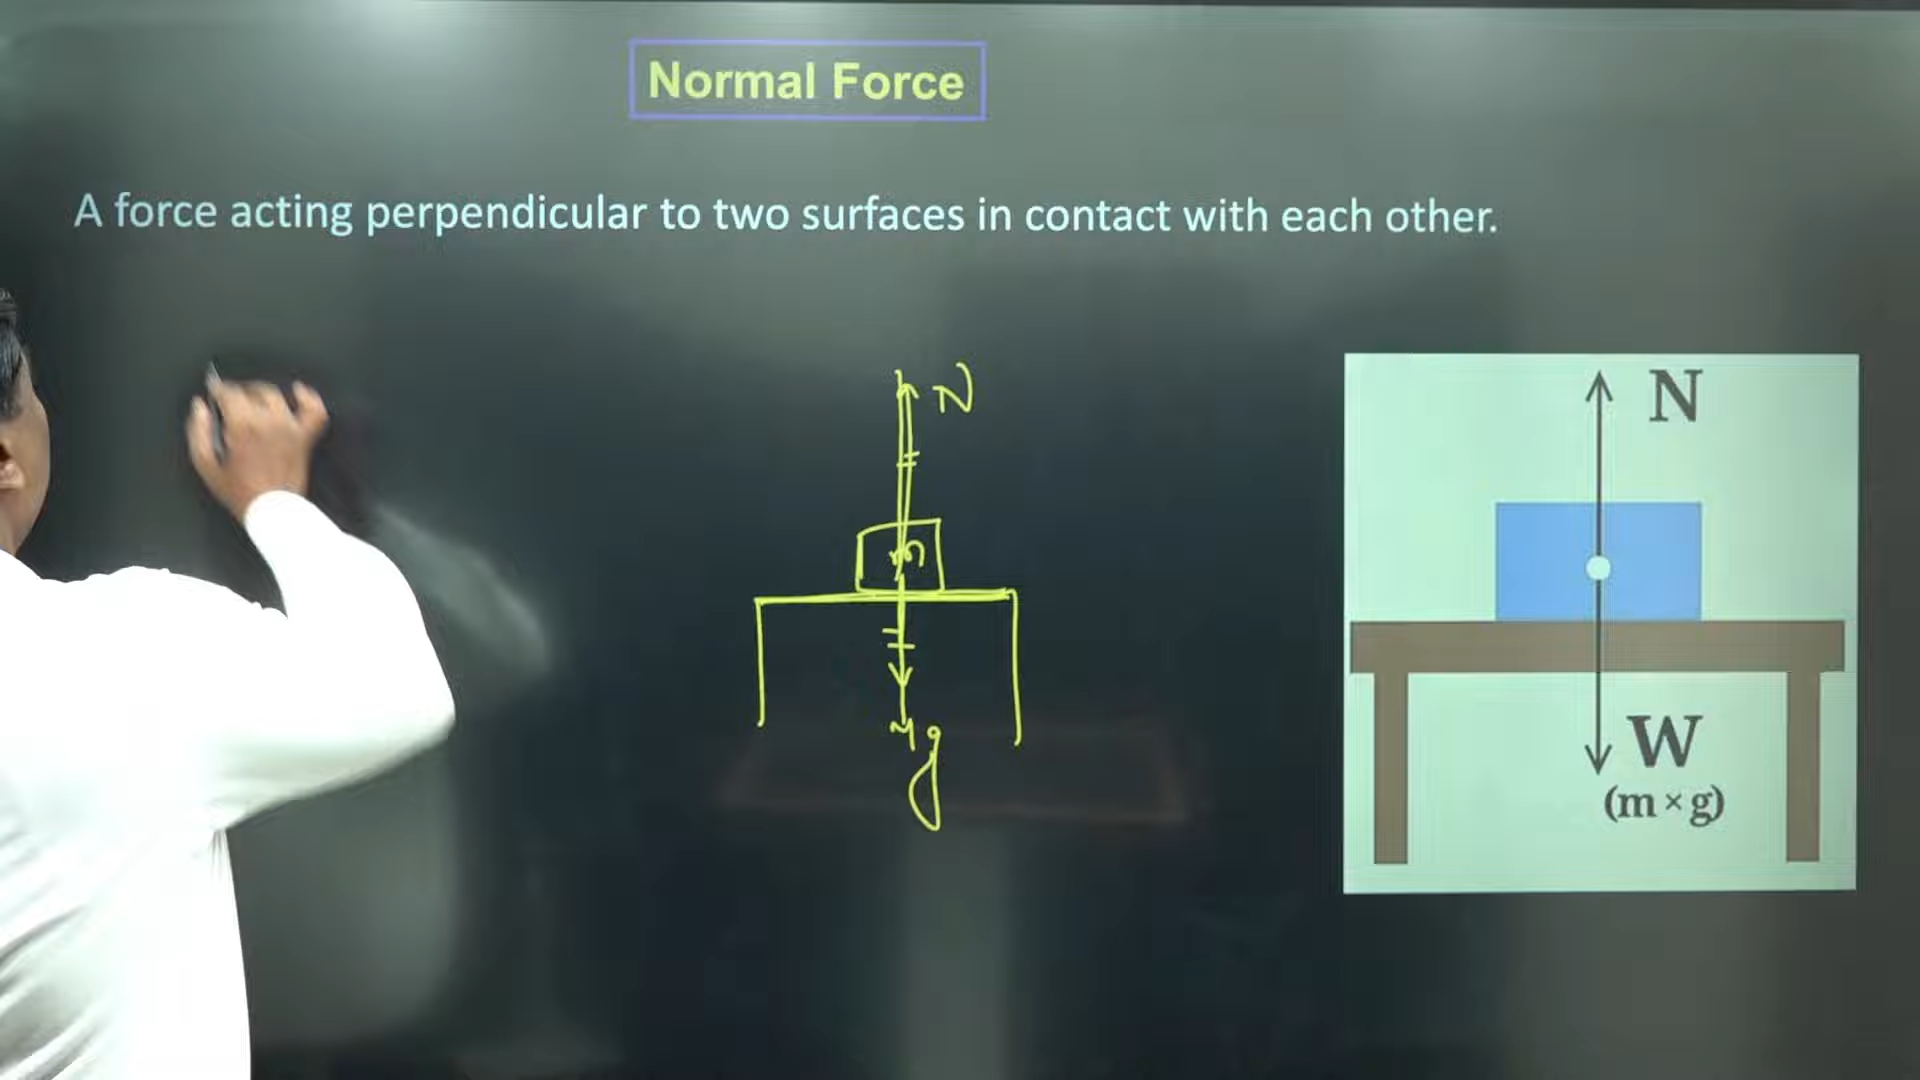 Normal Force
A force acting perpendicular to two surfaces in contact with each other.
N
m
Mg
N
W
(m × g)